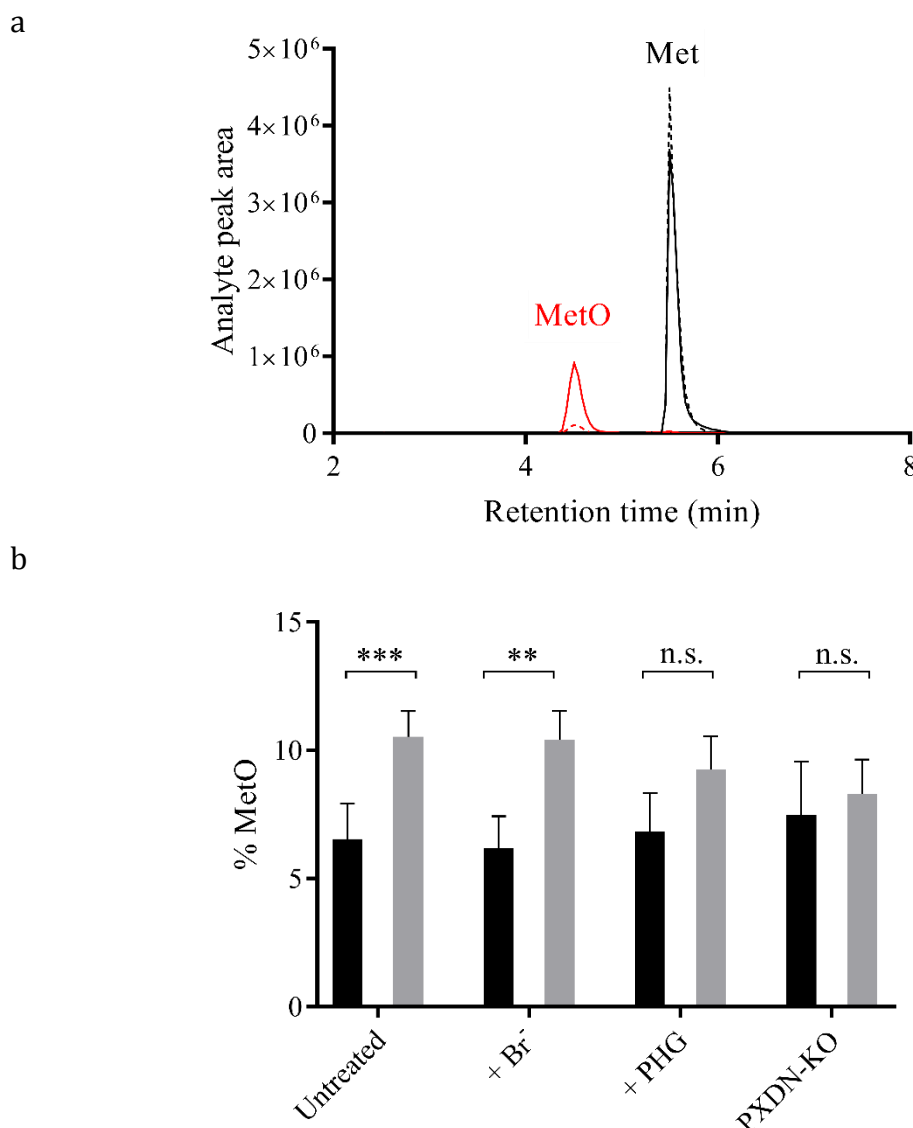 a
5×10⁶
4×10⁶
3×10⁶
2×10⁶
1×10⁶
0
Analyte peak area
Met
MetO
2 4 6 8
Retention time (min)
b
15
10
5
0
% MetO
*** ** n.s. n.s.
Untreated
+ Br⁻
+ PHG
PXDN-KO